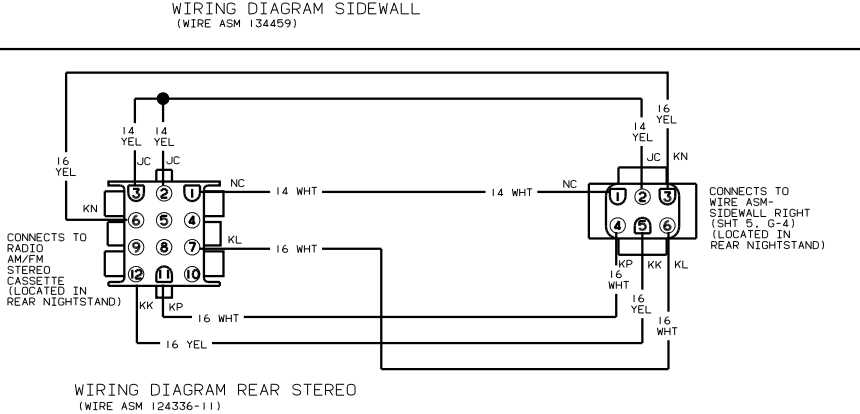 WIRING DIAGRAM SIDEWALL
(WIRE ASM 134459)
14
YEL
14
YEL
JC
JC
16
YEL
14
YEL
16
YEL
JC
KN
NC
14 WHT
14 WHT
NC
3 2 1
6 5 4
9 8 7
12 11 10
KN
KL
16 WHT
1 2 3
4 5 6
CONNECTS TO
WIRE ASM-
SIDEWALL RIGHT
(SHT 5, G-4)
(LOCATED IN
REAR NIGHTSTAND)
CONNECTS TO
RADIO
AM/FM
STEREO
CASSETTE
(LOCATED IN
REAR NIGHTSTAND)
KK
KP
KP
KK
KL
16
WHT
16
YEL
16
WHT
16 WHT
16 YEL
WIRING DIAGRAM REAR STEREO
(WIRE ASM 124336-11)